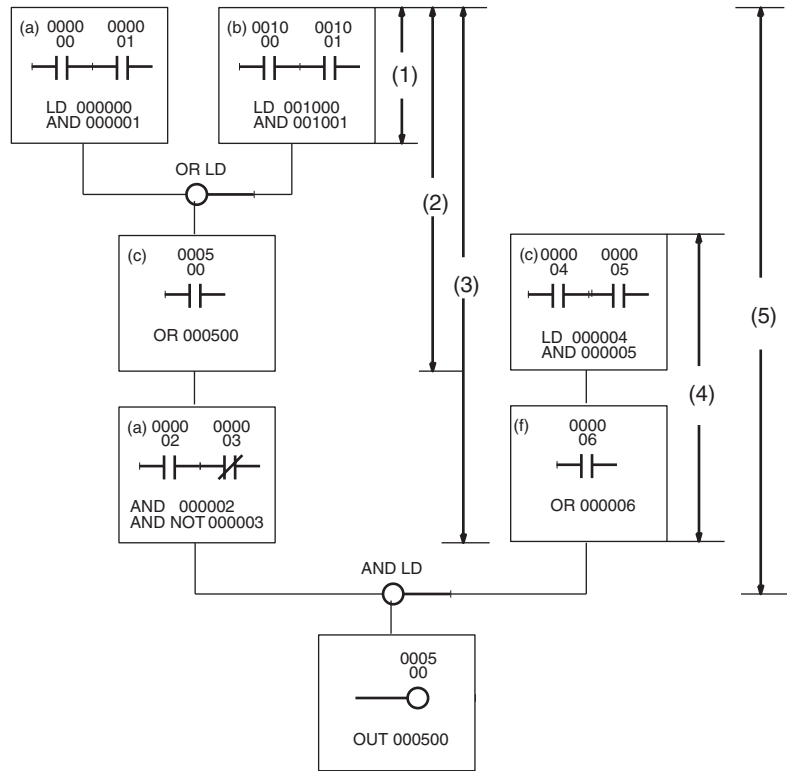 (a) 0000 0000
00 01
LD 000000
AND 000001
(b) 0010 0010
00 01
LD 001000
AND 001001
(1)
OR LD
(2)
(3)
(c) 0005
00
OR 000500
(c) 0000 0000
04 05
LD 000004
AND 000005
(4)
(5)
(a) 0000 0000
02 03
AND 000002
AND NOT 000003
(f) 0000
06
OR 000006
AND LD
0005
00
OUT 000500